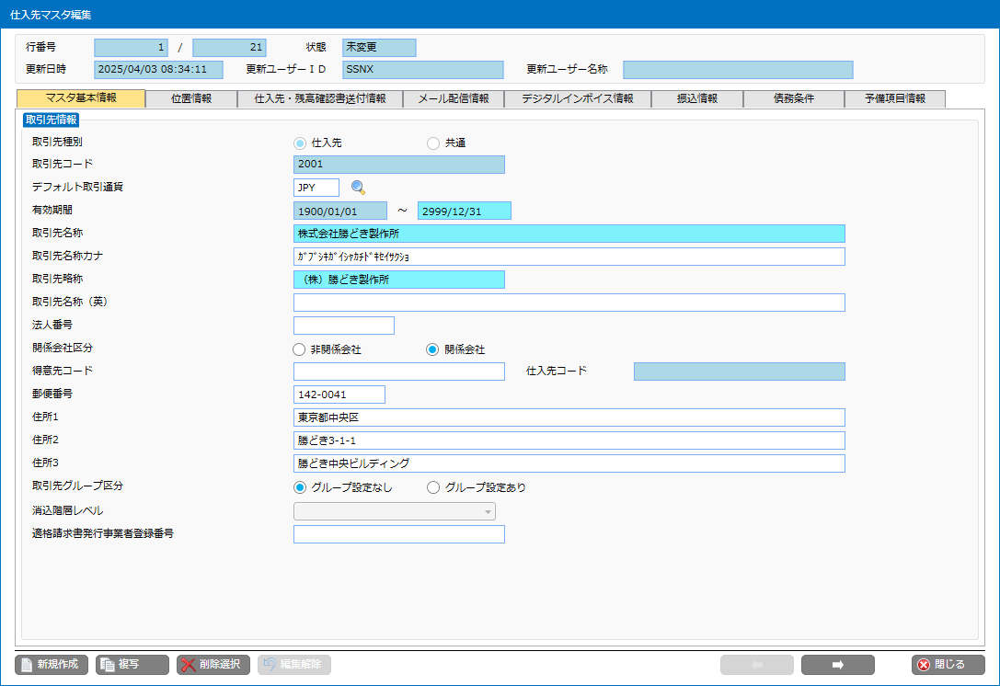 仕入先マスタ編集
行番号 1 / 21 状態 未変更
更新日時 2025/04/03 08:34:11 更新ユーザーＩＤ SSNX 更新ユーザー名称
マスタ基本情報 位置情報 仕入先・残高確認書送付情報 メール配信情報 デジタルインボイス情報 振込情報 債務条件 予備項目情報
取引先情報
取引先種別 仕入先 共通
取引先コード 2001
デフォルト取引通貨 JPY
有効期間 1900/01/01 ～ 2999/12/31
取引先名称 株式会社勝どき製作所
取引先名称カナ ｶﾌﾞｼｷｶﾞｲｼｬｶﾁﾄﾞｷｾｲｻｸｼｮ
取引先略称 （株）勝どき製作所
取引先名称（英）
法人番号
関係会社区分 非関係会社 関係会社
得意先コード 仕入先コード
郵便番号 142-0041
住所1 東京都中央区
住所2 勝どき3-1-1
住所3 勝どき中央ビルディング
取引先グループ区分 グループ設定なし グループ設定あり
消込階層レベル
適格請求書発行事業者登録番号
新規作成 複写 削除選択 編集解除 閉じる